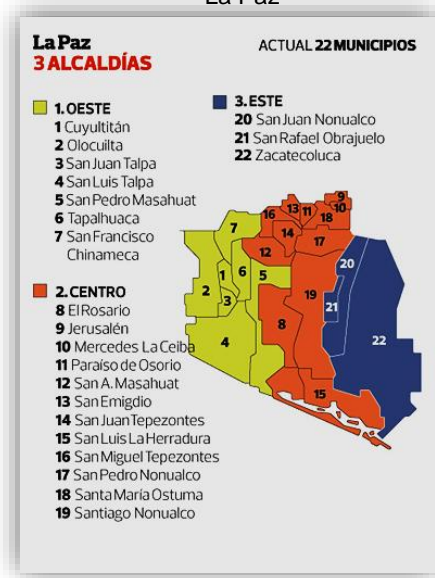 La Paz
La Paz
3 ALCALDÍAS
ACTUAL 22 MUNICIPIOS
1. OESTE
1 Cuyultitán
2 Olocuilta
3 San Juan Talpa
4 San Luis Talpa
5 San Pedro Masahuat
6 Tapalhuaca
7 San Francisco
Chinameca
2. CENTRO
8 El Rosario
9 Jerusalén
10 Mercedes La Ceiba
11 Paraíso de Osorio
12 San A. Masahuat
13 San Emigdio
14 San Juan Tepezontes
15 San Luis La Herradura
16 San Miguel Tepezontes
17 San Pedro Nonualco
18 Santa María Ostuma
19 Santiago Nonualco
3. ESTE
20 San Juan Nonualco
21 San Rafael Obrajuelo
22 Zacatecoluca
9
13
11
10
16
18
7
14
17
12
20
1
6
5
2
19
3
21
8
22
4
15